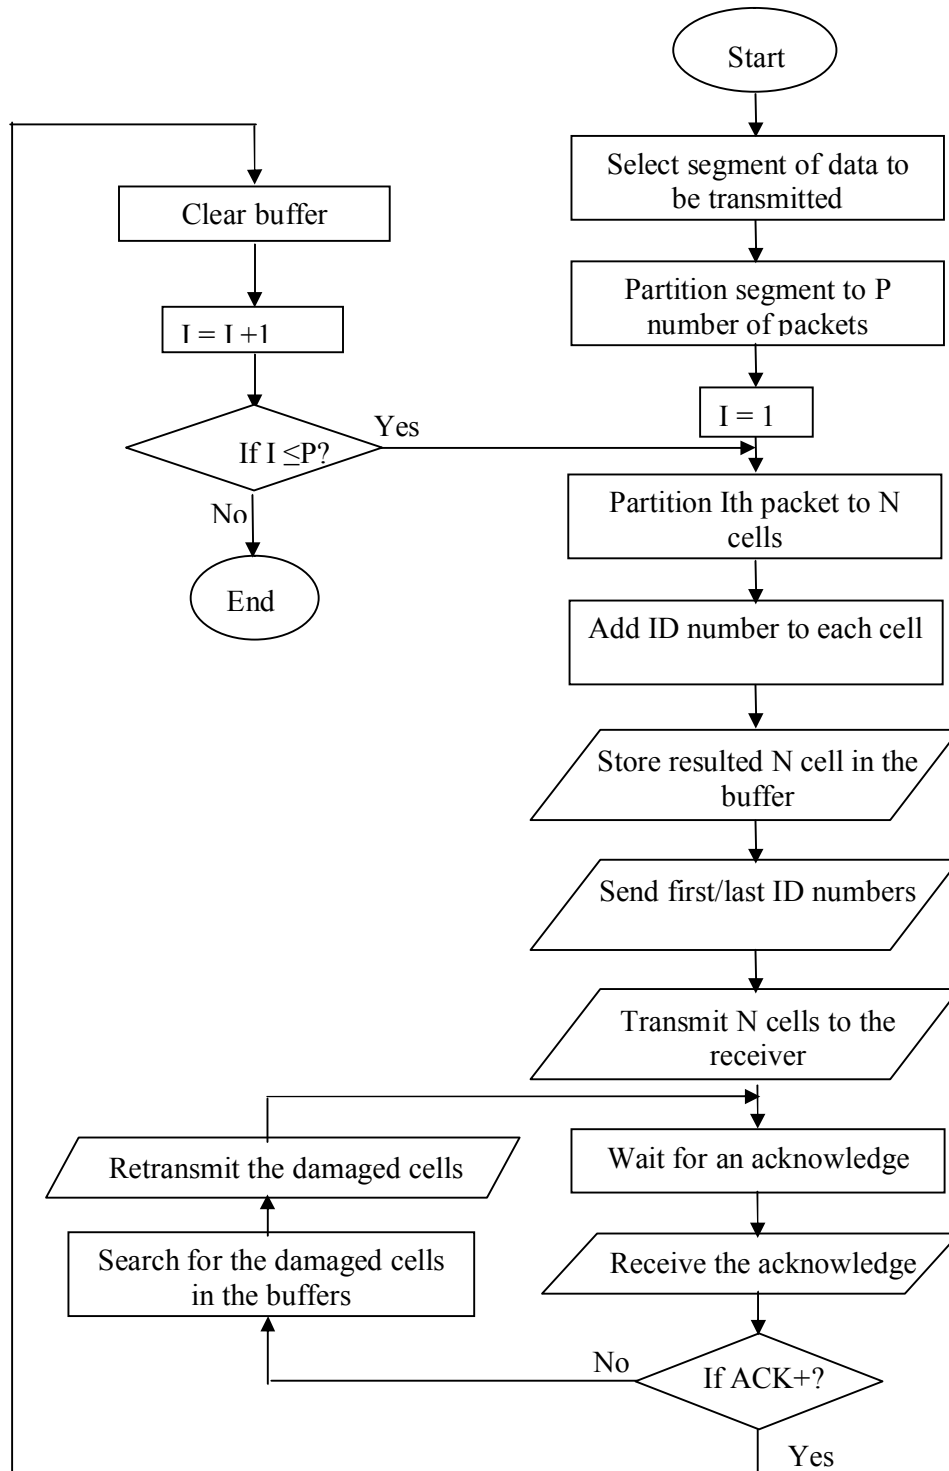 Start
Select segment of data to
be transmitted
Partition segment to P
number of packets
I = 1
Partition Ith packet to N
cells
Add ID number to each cell
Store resulted N cell in the
buffer
Send first/last ID numbers
Transmit N cells to the
receiver
Wait for an acknowledge
Receive the acknowledge
If ACK+?
No
Yes
Search for the damaged cells
in the buffers
Retransmit the damaged cells
Clear buffer
I = I +1
If I ≤P?
Yes
No
End